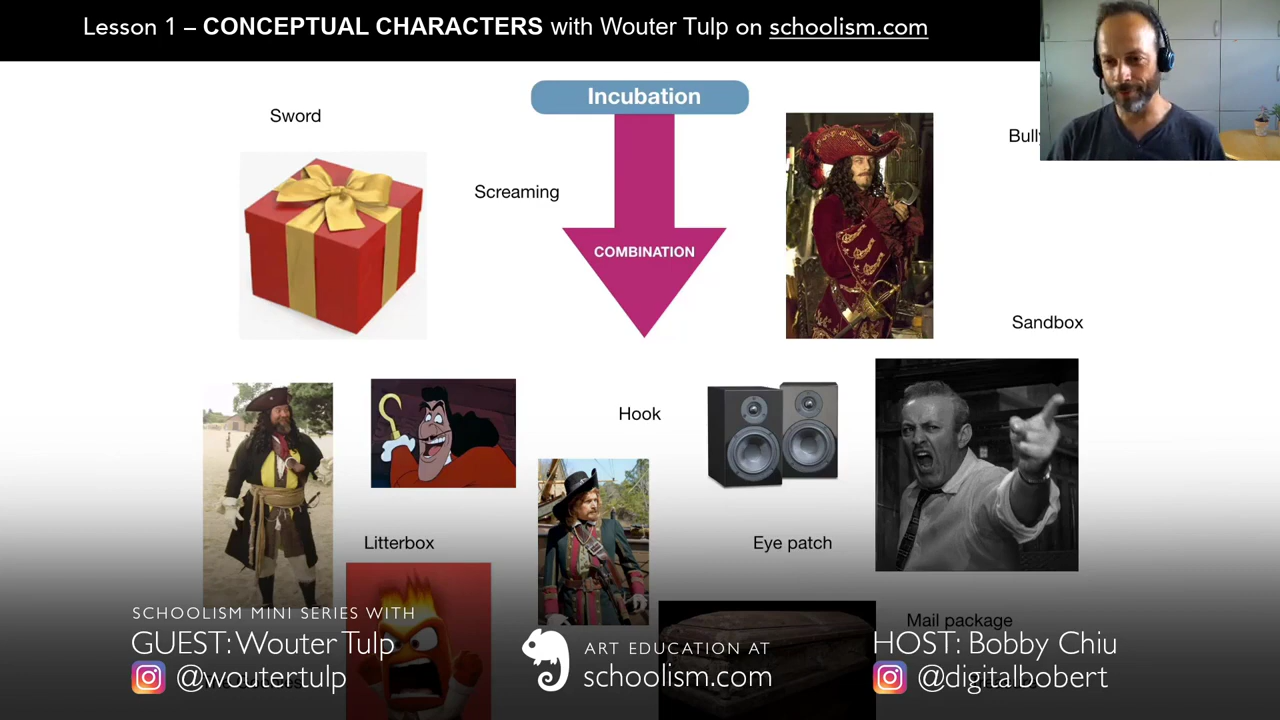 Lesson 1 – CONCEPTUAL CHARACTERS with Wouter Tulp on schoolism.com
Incubation
Sword
Bully
Screaming
COMBINATION
Sandbox
Hook
Litterbox
Eye patch
Mail package
SCHOOLISM MINI SERIES WITH
GUEST: Wouter Tulp
@woutertulp
ART EDUCATION AT
schoolism.com
HOST: Bobby Chiu
@digitalbobert